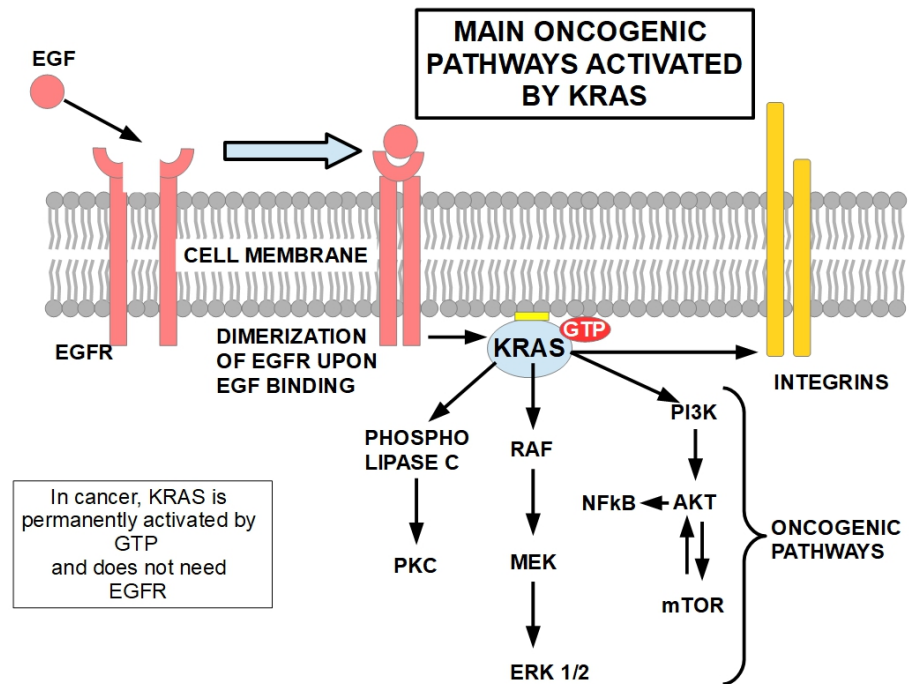 MAIN ONCOGENIC
PATHWAYS ACTIVATED
BY KRAS
EGF
CELL MEMBRANE
EGFR
DIMERIZATION
OF EGFR UPON
EGF BINDING
KRAS
GTP
INTEGRINS
PHOSPHO
LIPASE C
PKC
RAF
MEK
ERK 1/2
PI3K
NFkB
AKT
mTOR
ONCOGENIC
PATHWAYS
In cancer, KRAS is
permanently activated by
GTP
and does not need
EGFR